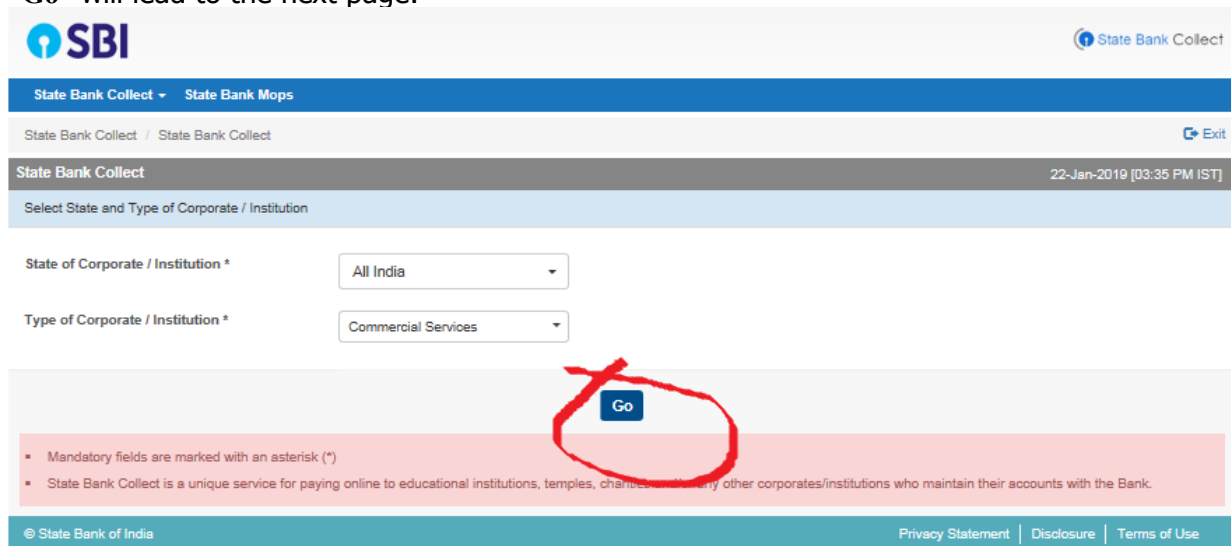 "Go" will lead to the next page.
SBI
State Bank Collect
State Bank Collect State Bank Mops
State Bank Collect / State Bank Collect
Exit
State Bank Collect
22-Jan-2019 [03:35 PM IST]
Select State and Type of Corporate / Institution
State of Corporate / Institution *
All India
Type of Corporate / Institution *
Commercial Services
Go
Mandatory fields are marked with an asterisk (*)
State Bank Collect is a unique service for paying online to educational institutions, temples, charities other corporates/institutions who maintain their accounts with the Bank.
© State Bank of India
Privacy Statement | Disclosure | Terms of Use